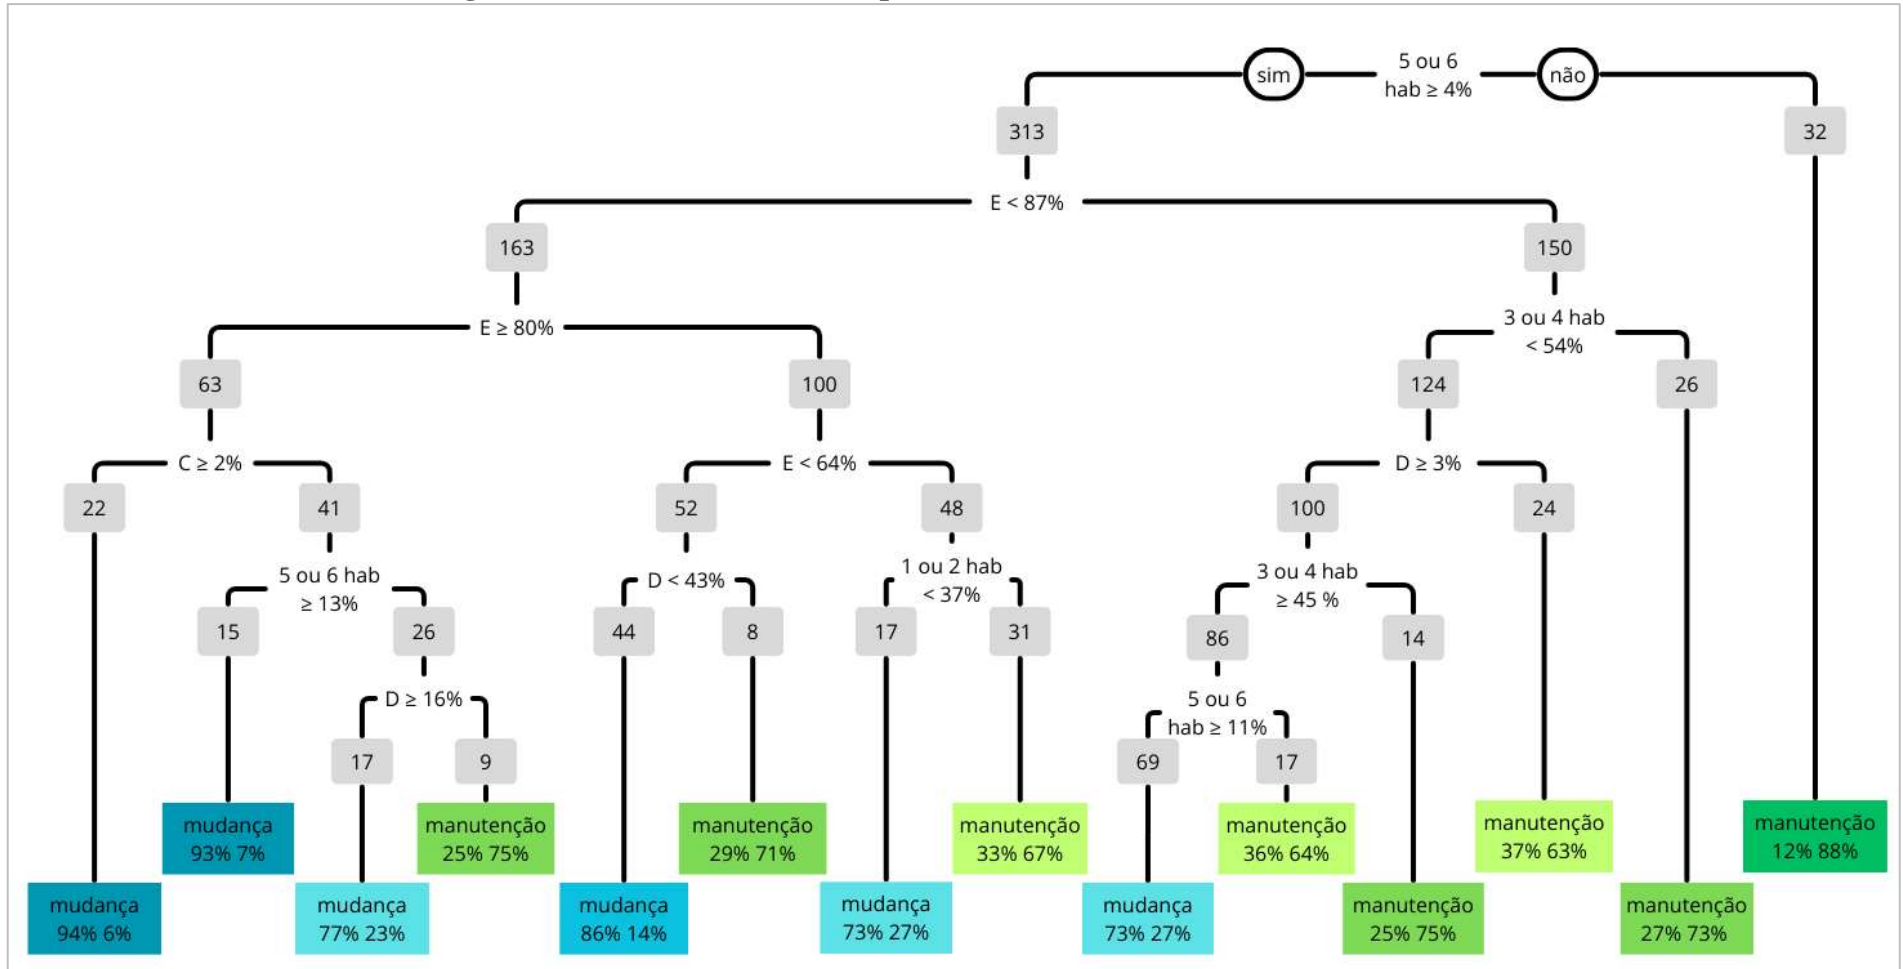 5 ou 6
sim
não
hab ≥ 4%
313
32
E < 87%
163
150
E ≥ 80%
3 ou 4 hab
< 54%
63
100
124
26
C ≥ 2%
E < 64%
D ≥ 3%
22
41
52
48
100
24
5 ou 6 hab
≥ 13%
D < 43%
1 ou 2 hab
< 37%
3 ou 4 hab
≥ 45 %
15
26
44
8
17
31
86
14
D ≥ 16%
5 ou 6
hab ≥ 11%
17
9
69
17
mudança
93% 7%
manutenção
25% 75%
manutenção
29% 71%
manutenção
33% 67%
manutenção
36% 64%
manutenção
37% 63%
manutenção
12% 88%
mudança
94% 6%
mudança
77% 23%
mudança
86% 14%
mudança
73% 27%
mudança
73% 27%
manutenção
25% 75%
manutenção
27% 73%